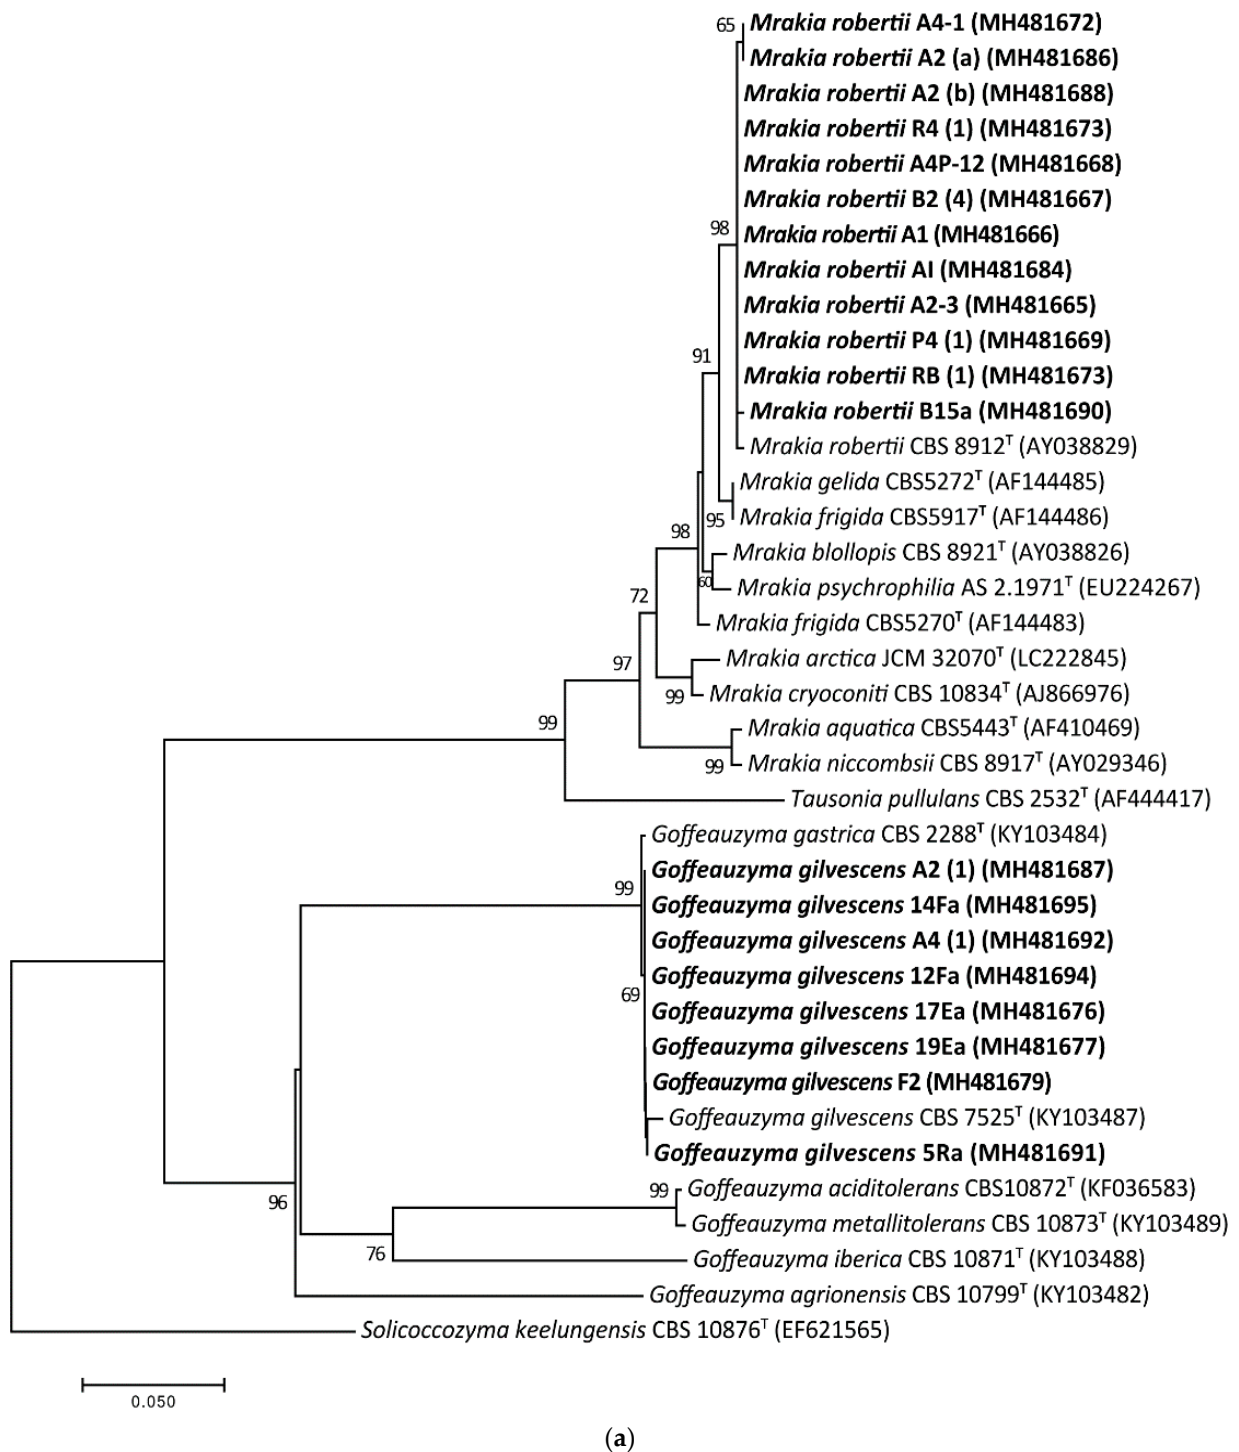 65
Mrakia robertii A4-1 (MH481672)
Mrakia robertii A2 (a) (MH481686)
Mrakia robertii A2 (b) (MH481688)
Mrakia robertii R4 (1) (MH481673)
Mrakia robertii A4P-12 (MH481668)
Mrakia robertii B2 (4) (MH481667)
98
Mrakia robertii A1 (MH481666)
Mrakia robertii AI (MH481684)
Mrakia robertii A2-3 (MH481665)
Mrakia robertii P4 (1) (MH481669)
91
Mrakia robertii RB (1) (MH481673)
Mrakia robertii B15a (MH481690)
Mrakia robertii CBS 8912ᵀ (AY038829)
Mrakia gelida CBS5272ᵀ (AF144485)
95
Mrakia frigida CBS5917ᵀ (AF144486)
98
Mrakia blollopis CBS 8921ᵀ (AY038826)
60
Mrakia psychrophilia AS 2.1971ᵀ (EU224267)
72
Mrakia frigida CBS5270ᵀ (AF144483)
97
Mrakia arctica JCM 32070ᵀ (LC222845)
99
Mrakia cryoconiti CBS 10834ᵀ (AJ866976)
99
Mrakia aquatica CBS5443ᵀ (AF410469)
99
Mrakia niccombsii CBS 8917ᵀ (AY029346)
Tausonia pullulans CBS 2532ᵀ (AF444417)
Goffeauzyma gastrica CBS 2288ᵀ (KY103484)
Goffeauzyma gilvescens A2 (1) (MH481687)
99
Goffeauzyma gilvescens 14Fa (MH481695)
Goffeauzyma gilvescens A4 (1) (MH481692)
Goffeauzyma gilvescens 12Fa (MH481694)
69
Goffeauzyma gilvescens 17Ea (MH481676)
Goffeauzyma gilvescens 19Ea (MH481677)
Goffeauzyma gilvescens F2 (MH481679)
Goffeauzyma gilvescens CBS 7525ᵀ (KY103487)
Goffeauzyma gilvescens 5Ra (MH481691)
99
Goffeauzyma aciditolerans CBS10872ᵀ (KF036583)
96
Goffeauzyma metallitolerans CBS 10873ᵀ (KY103489)
76
Goffeauzyma iberica CBS 10871ᵀ (KY103488)
Goffeauzyma agrionensis CBS 10799ᵀ (KY103482)
Solicoccozyma keelungensis CBS 10876ᵀ (EF621565)
0.050
(a)